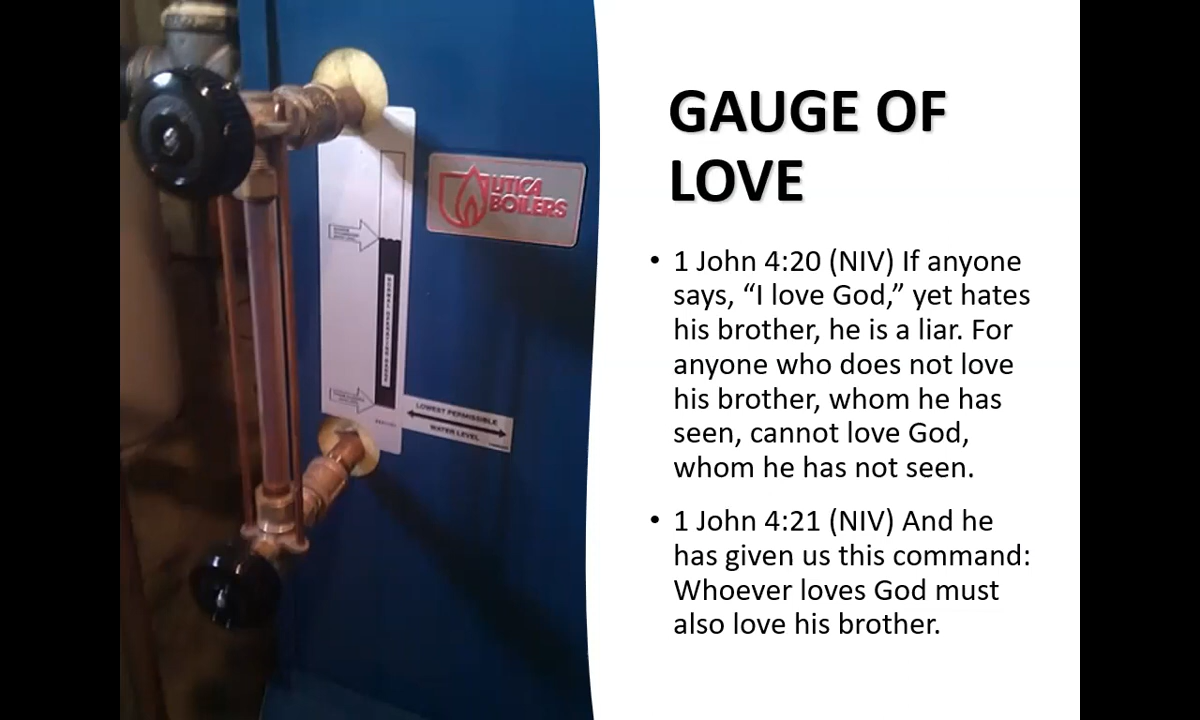 UTICA
BOILERS
LOWEST PERMISSIBLE
WATER LEVEL
GAUGE OF
LOVE
• 1 John 4:20 (NIV) If anyone
says, “I love God,” yet hates
his brother, he is a liar. For
anyone who does not love
his brother, whom he has
seen, cannot love God,
whom he has not seen.
• 1 John 4:21 (NIV) And he
has given us this command:
Whoever loves God must
also love his brother.